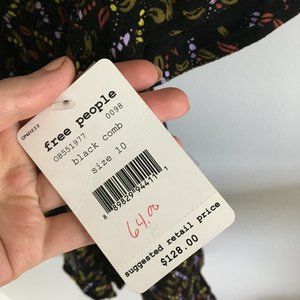 free people
OB551977 0098
black comb
size 10
64.00
suggested retail price
$128.00